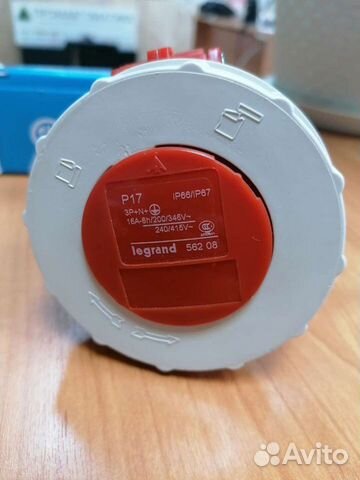 P17 IP66/IP67
3P+N+⏚
16A-6h/200/346V~
240/415V~
legrand 562 08
Avito